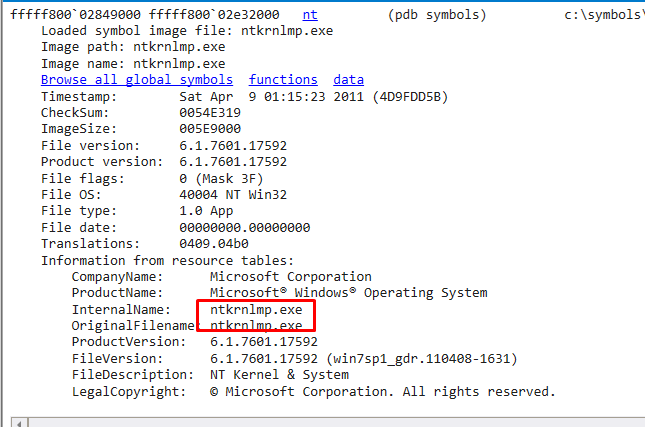 fffff800`02849000 fffff800`02e32000 nt (pdb symbols) c:\symbols\
Loaded symbol image file: ntkrnlmp.exe
Image path: ntkrnlmp.exe
Image name: ntkrnlmp.exe
Browse all global symbols functions data
Timestamp: Sat Apr 9 01:15:23 2011 (4D9FDD5B)
CheckSum: 0054E319
ImageSize: 005E9000
File version: 6.1.7601.17592
Product version: 6.1.7601.17592
File flags: 0 (Mask 3F)
File OS: 40004 NT Win32
File type: 1.0 App
File date: 00000000.00000000
Translations: 0409.04b0
Information from resource tables:
CompanyName: Microsoft Corporation
ProductName: Microsoft® Windows® Operating System
InternalName: ntkrnlmp.exe
OriginalFilename: ntkrnlmp.exe
ProductVersion: 6.1.7601.17592
FileVersion: 6.1.7601.17592 (win7sp1_gdr.110408-1631)
FileDescription: NT Kernel & System
LegalCopyright: © Microsoft Corporation. All rights reserved.